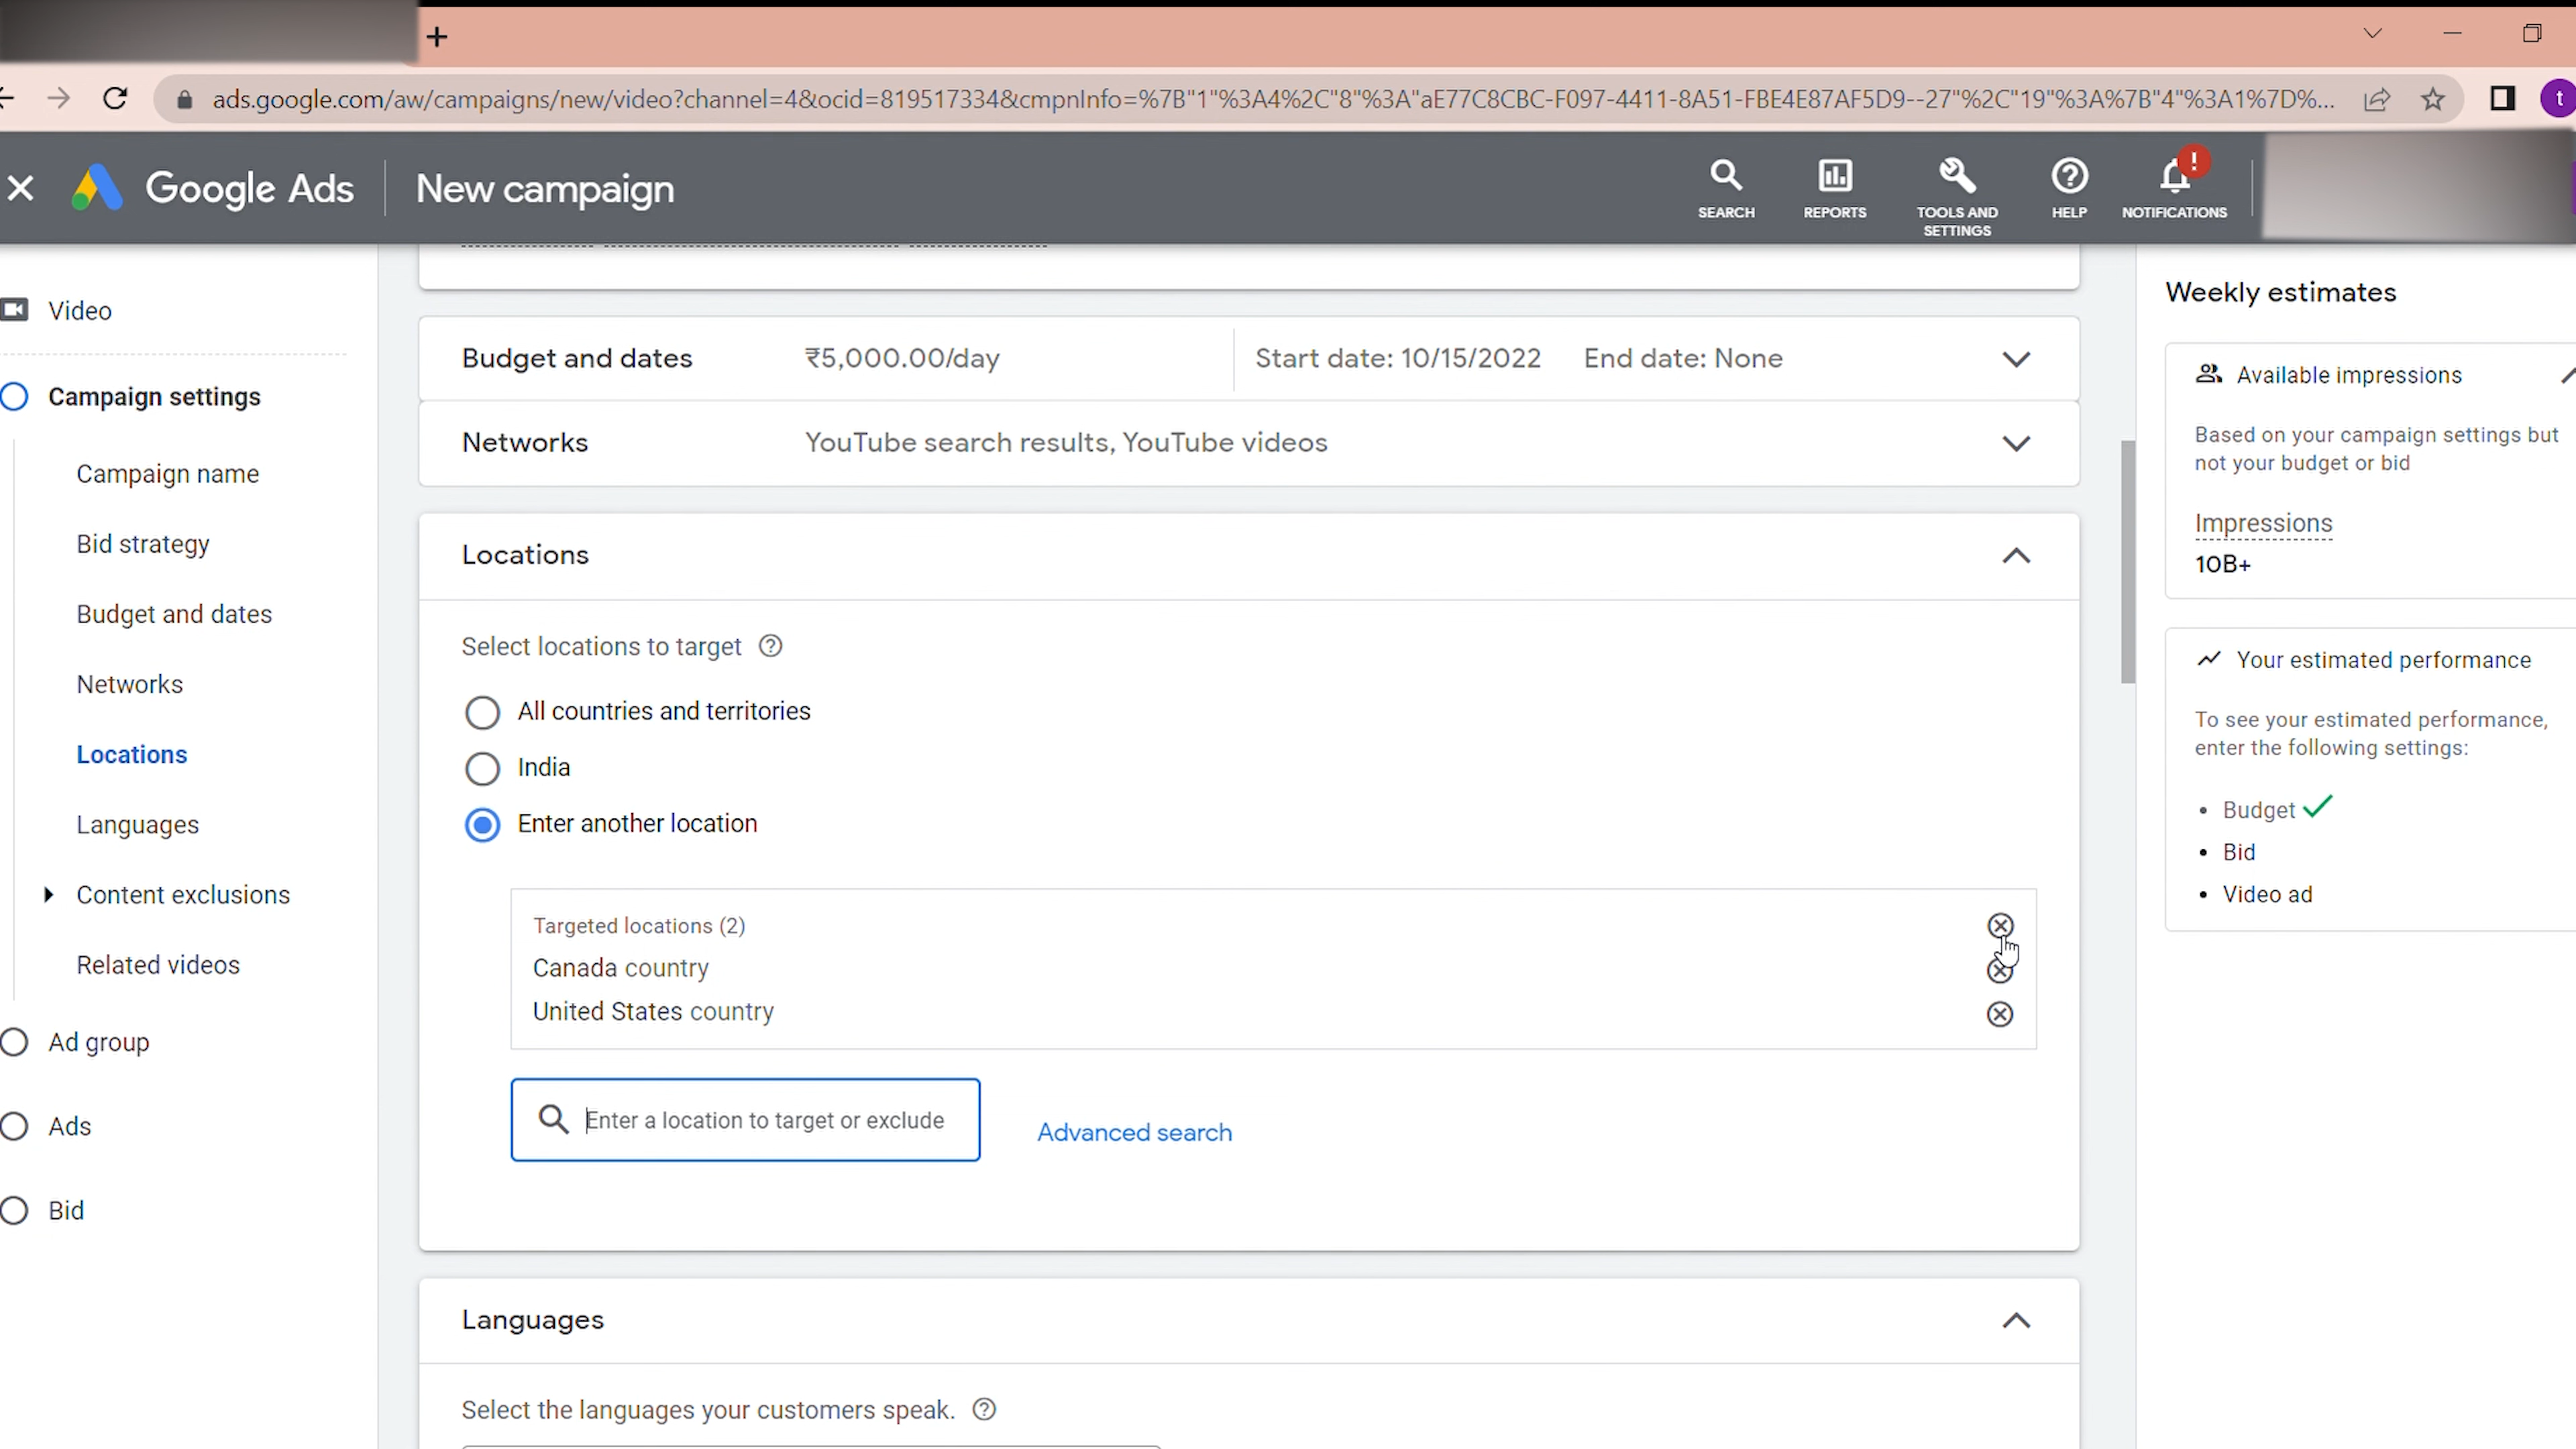 ads.google.com/aw/campaigns/new/video?channel=4&ocid=819517334&cmpnInfo=%7B"1"%3A4%2C"8"%3A"aE77C8CBC-F097-4411-8A51-FBE4E87AF5D9--27"%2C"19"%3A%7B"4"%3A1%7D%...
t
Google Ads
New campaign
SEARCH
REPORTS
TOOLS AND
SETTINGS
HELP
!
NOTIFICATIONS
Video
Campaign settings
Campaign name
Bid strategy
Budget and dates
Networks
Locations
Languages
Content exclusions
Related videos
Ad group
Ads
Bid
Budget and dates
₹5,000.00/day
Start date: 10/15/2022
End date: None
Networks
YouTube search results, YouTube videos
Locations
Select locations to target
All countries and territories
India
Enter another location
Targeted locations (2)
Canada country
United States country
Enter a location to target or exclude
Advanced search
Languages
Select the languages your customers speak.
Weekly estimates
Available impressions
Based on your campaign settings but
not your budget or bid
Impressions
10B+
Your estimated performance
To see your estimated performance,
enter the following settings:
• Budget
• Bid
• Video ad